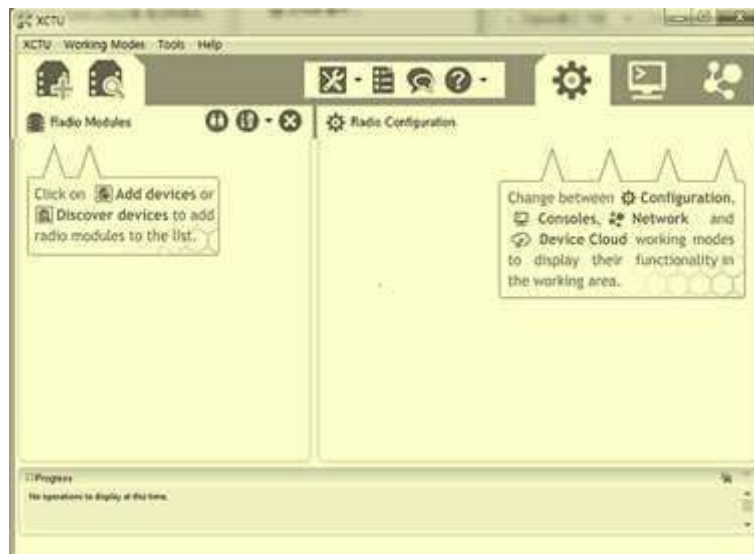 XCTU
XCTU Working Modes Tools Help
Radio Modules
Radio Configuration
Click on Add devices or
Discover devices to add
radio modules to the list.
Change between Configuration,
Consoles, Network and
Device Cloud working modes
to display their functionality in
the working area.
Progress
No operations to display at this time.